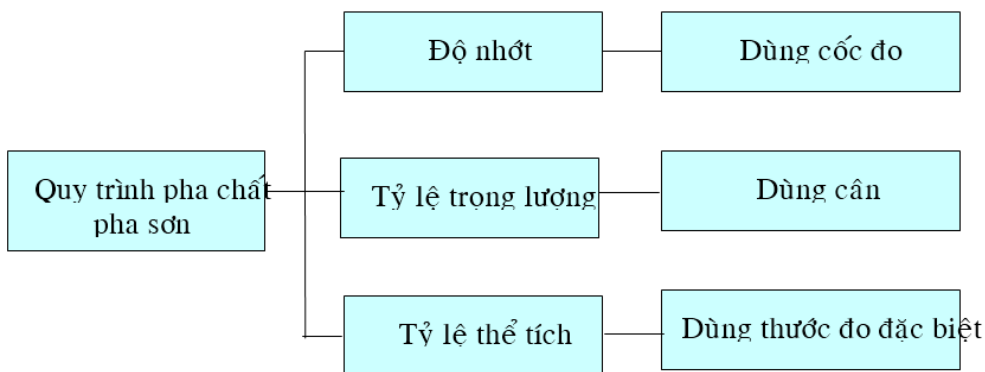 Độ nhớt
Dùng cốc đo
Quy trình pha chất
pha sơn
Tỷ lệ trọng lượng
Dùng cân
Tỷ lệ thể tích
Dùng thước đo đặc biệt